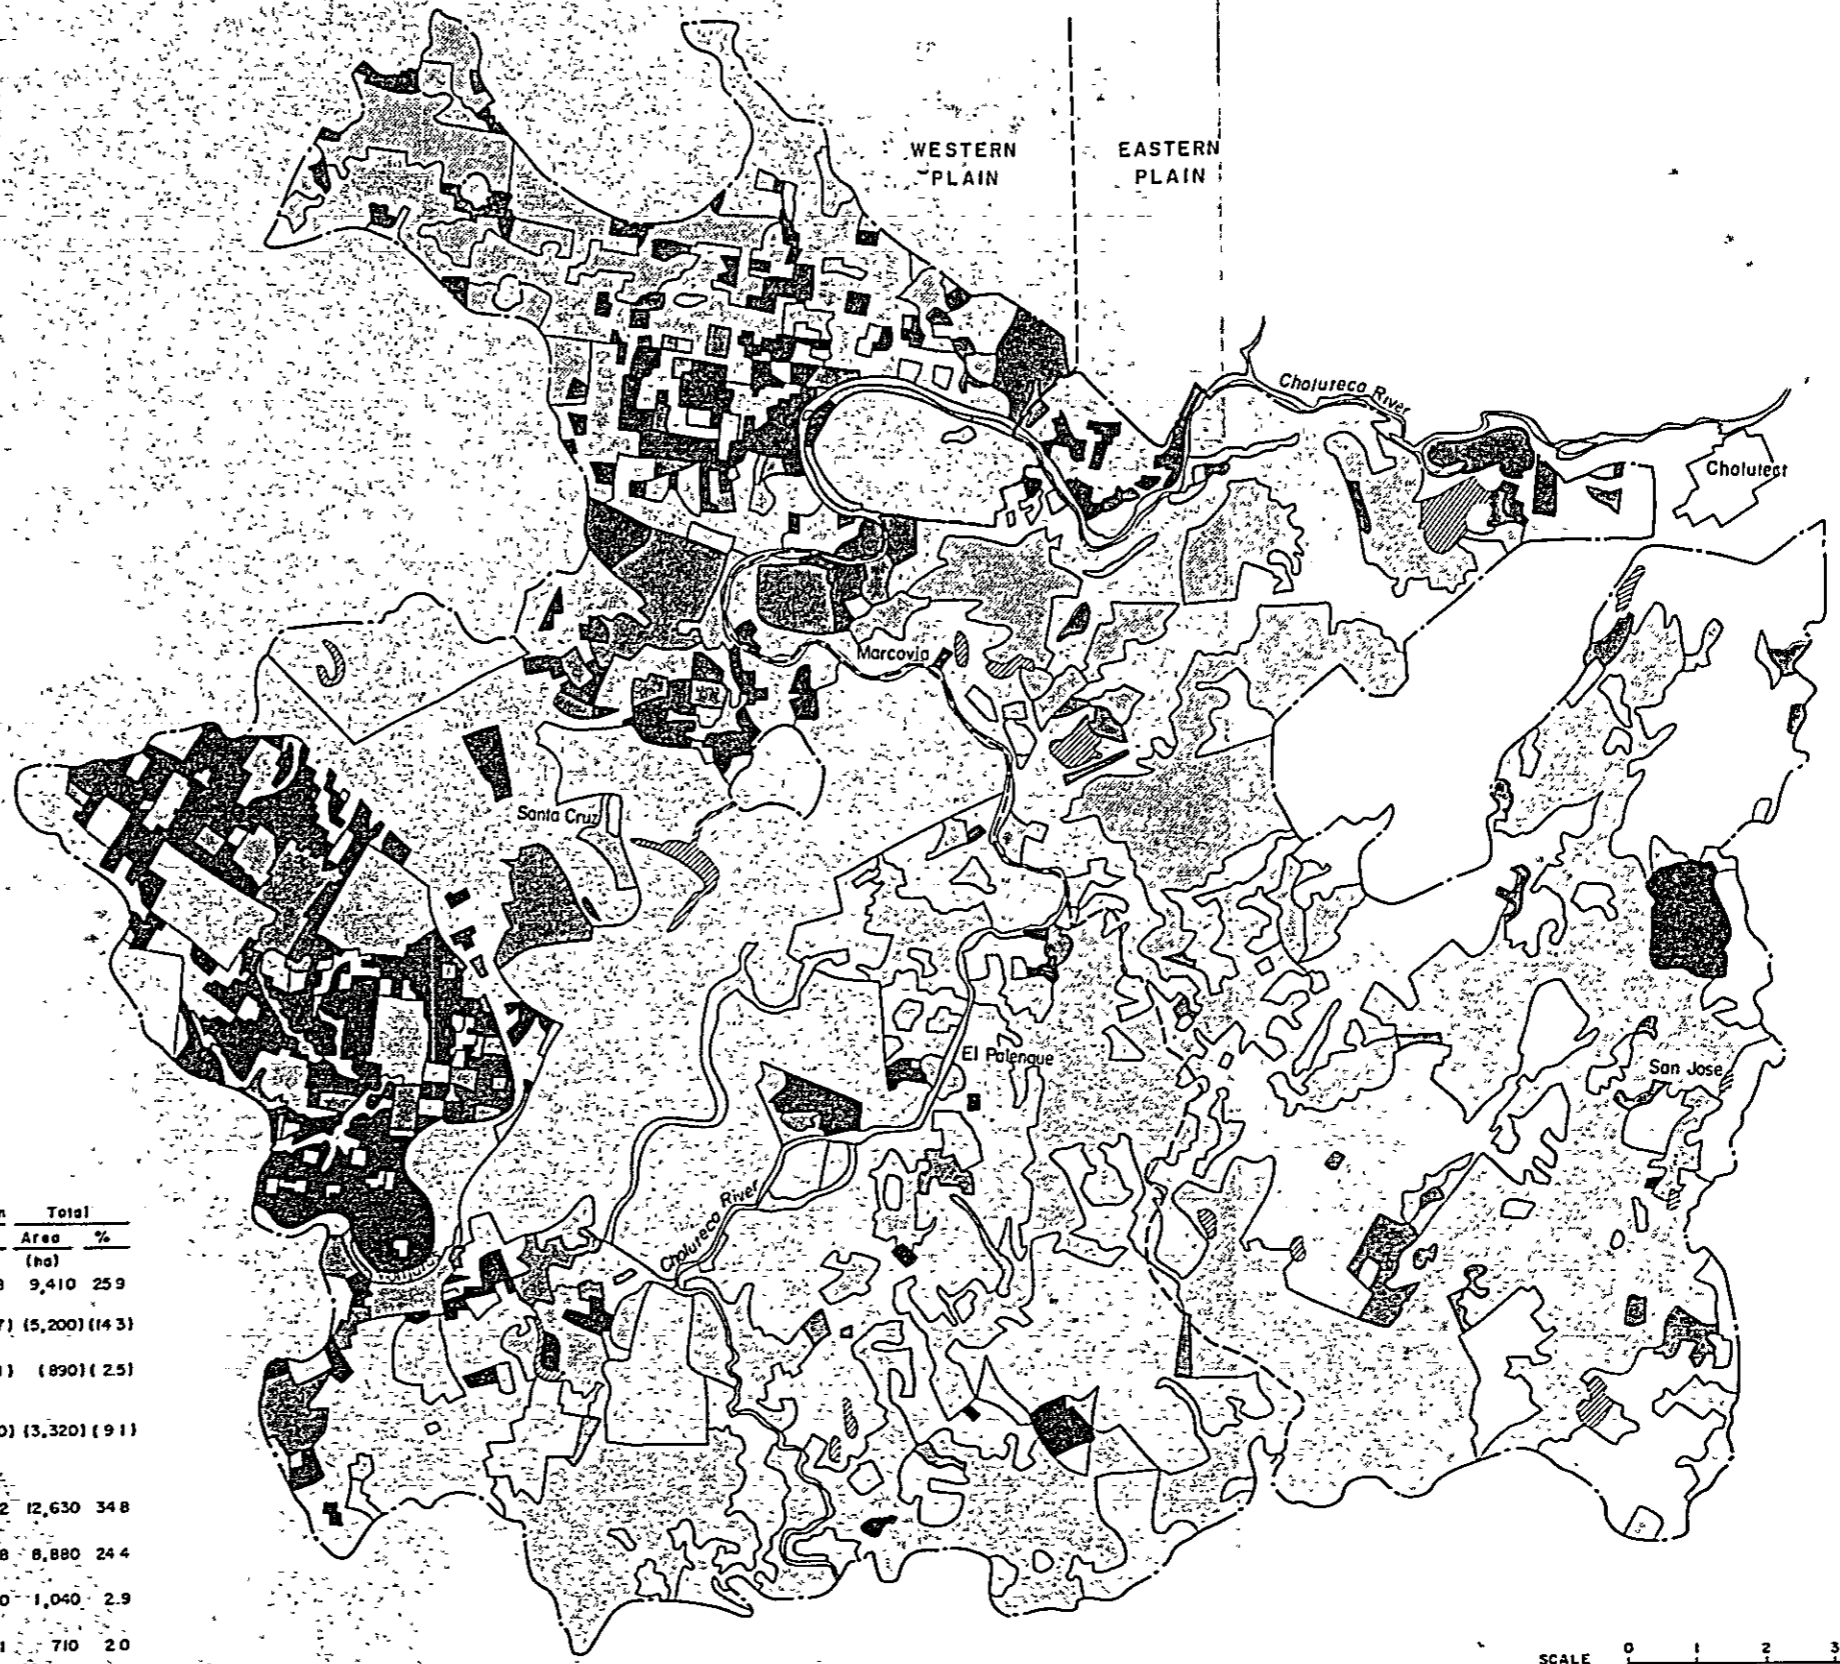 WESTERN
PLAIN
EASTERN
PLAIN
Choluteca River
Cholutect
Marcovia
Santa Cruz
El Palenque
San Jose
Choluteca River
Total
Area %
(ha)
9,410 25 9
(5,200) (14 3)
(890) ( 2 5)
(3,320) ( 9 1)
12,630 34 8
8,880 24 4
1,040 2.9
710 2 0
SCALE 0 1 2 3